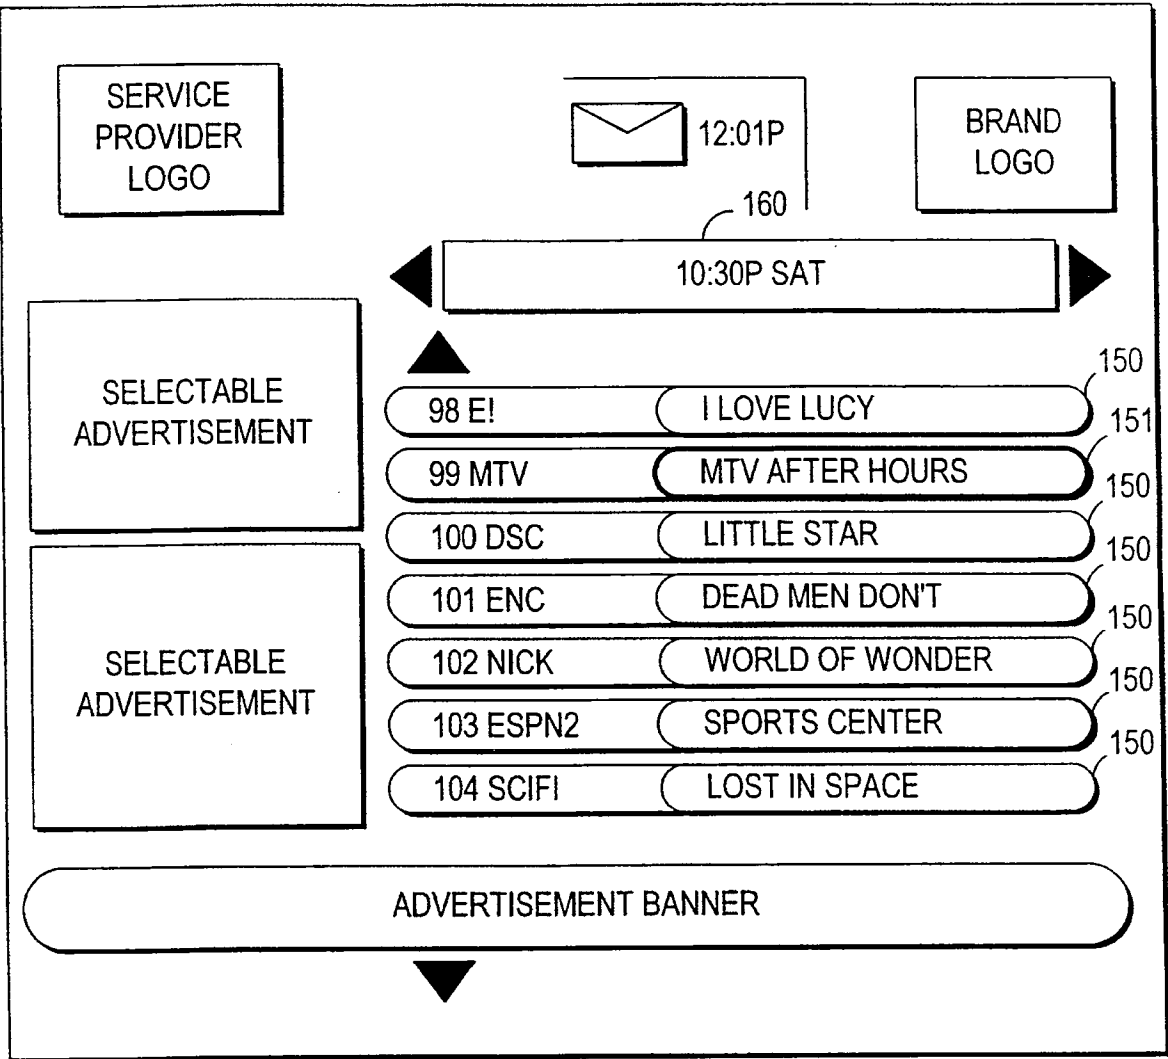 SERVICE
PROVIDER
LOGO
12:01P
BRAND
LOGO
160
10:30P SAT
SELECTABLE
ADVERTISEMENT
150
98 E! I LOVE LUCY
151
99 MTV MTV AFTER HOURS
150
100 DSC LITTLE STAR
150
101 ENC DEAD MEN DON'T
150
102 NICK WORLD OF WONDER
150
103 ESPN2 SPORTS CENTER
150
104 SCIFI LOST IN SPACE
SELECTABLE
ADVERTISEMENT
ADVERTISEMENT BANNER